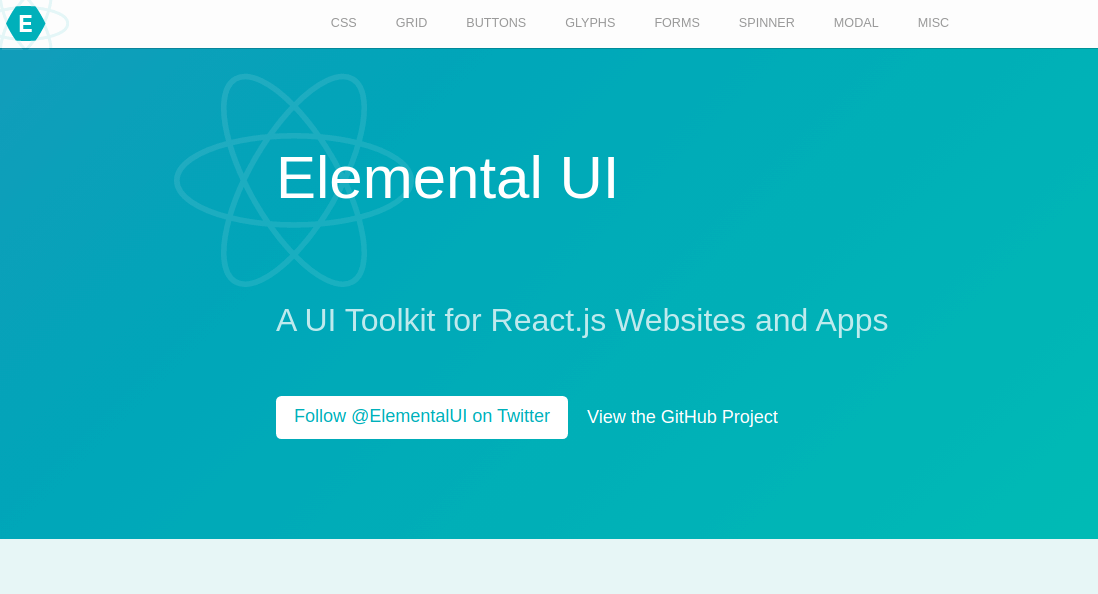 E
CSS GRID BUTTONS GLYPHS FORMS SPINNER MODAL MISC
Elemental UI
A UI Toolkit for React.js Websites and Apps
Follow @ElementalUI on Twitter View the GitHub Project